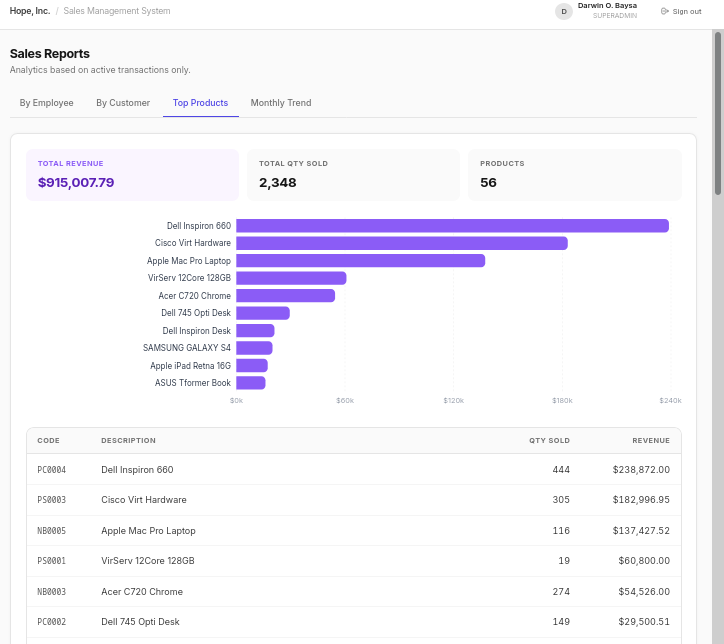 Hope, Inc. / Sales Management System
D
Darwin O. Baysa
SUPERADMIN
Sign out
Sales Reports
Analytics based on active transactions only.
By Employee By Customer Top Products Monthly Trend
TOTAL REVENUE
$915,007.79
TOTAL QTY SOLD
2,348
PRODUCTS
56
Dell Inspiron 660
Cisco Virt Hardware
Apple Mac Pro Laptop
VirServ 12Core 128GB
Acer C720 Chrome
Dell 745 Opti Desk
Dell Inspiron Desk
SAMSUNG GALAXY S4
Apple iPad Retna 16G
ASUS Tformer Book
$0k $60k $120k $180k $240k
CODE DESCRIPTION QTY SOLD REVENUE
PC0004 Dell Inspiron 660 444 $238,872.00
PS0003 Cisco Virt Hardware 305 $182,996.95
NB0005 Apple Mac Pro Laptop 116 $137,427.52
PS0001 VirServ 12Core 128GB 19 $60,800.00
NB0003 Acer C720 Chrome 274 $54,526.00
PC0002 Dell 745 Opti Desk 149 $29,500.51